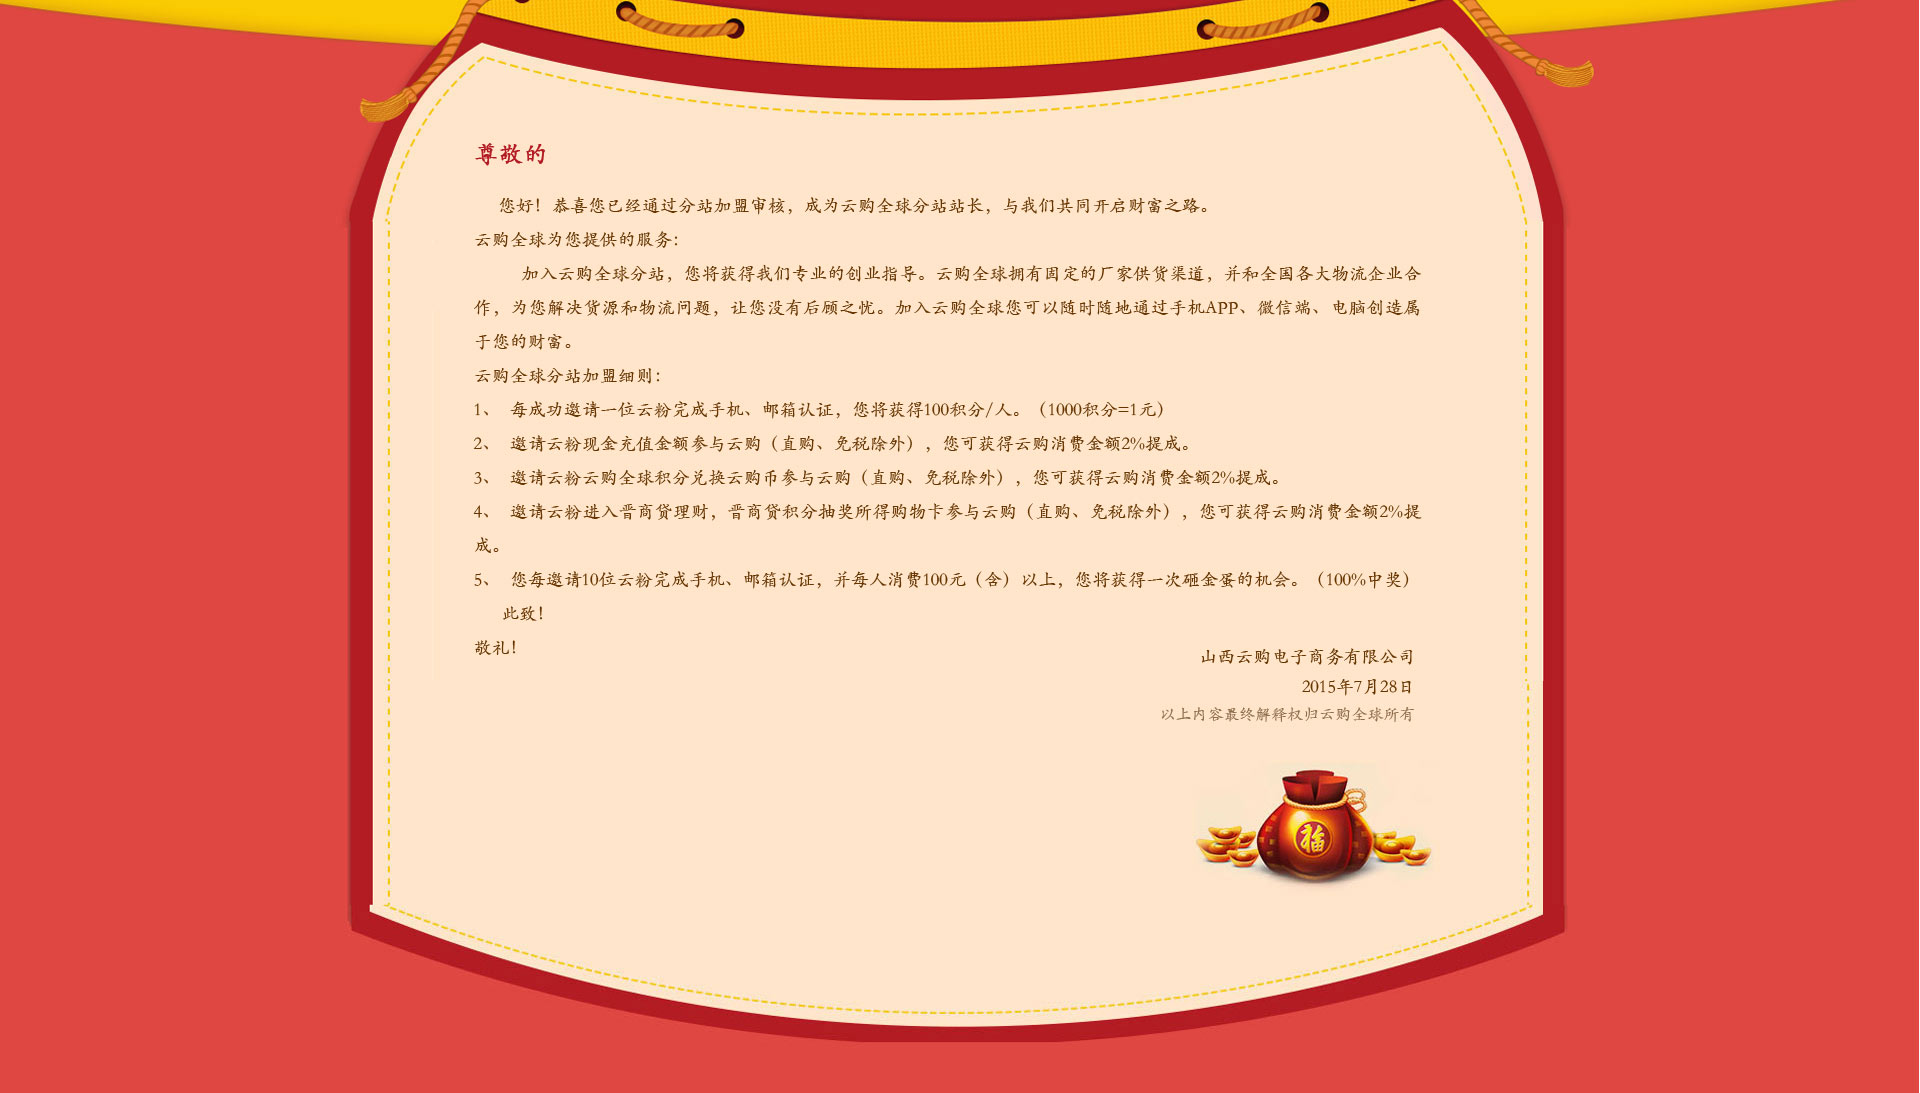 尊敬的
您好！恭喜您已经通过分站加盟审核，成为云购全球分站站长，与我们共同开启财富之路。
云购全球为您提供的服务：
加入云购全球分站，您将获得我们专业的创业指导。云购全球拥有固定的厂家供货渠道，并和全国各大物流企业合
作，为您解决货源和物流问题，让您没有后顾之忧。加入云购全球您可以随时随地通过手机APP、微信端、电脑创造属
于您的财富。
云购全球分站加盟细则：
1、 每成功邀请一位云粉完成手机、邮箱认证，您将获得100积分/人。（1000积分=1元）
2、 邀请云粉现金充值金额参与云购（直购、免税除外），您可获得云购消费金额2%提成。
3、 邀请云粉云购全球积分兑换云购币参与云购（直购、免税除外），您可获得云购消费金额2%提成。
4、 邀请云粉进入晋商贷理财，晋商贷积分抽奖所得购物卡参与云购（直购、免税除外），您可获得云购消费金额2%提
成。
5、 您每邀请10位云粉完成手机、邮箱认证，并每人消费100元（含）以上，您将获得一次砸金蛋的机会。（100%中奖）
此致！
敬礼！
山西云购电子商务有限公司
2015年7月28日
以上内容最终解释权归云购全球所有
福